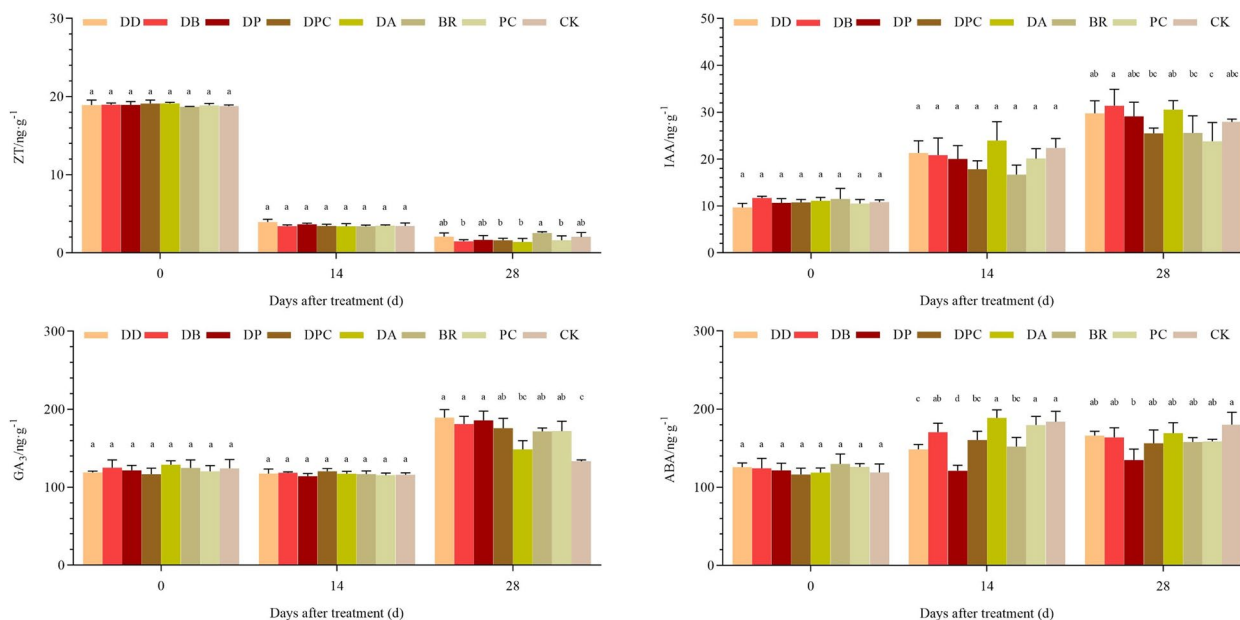 DD DB DP DPC DA BR PC CK
30
20
10
0
ZT/ng·g⁻¹
a a a a a a a a
a a a a a a a a
ab b ab b b a b ab
0 14 28
Days after treatment (d)
DD DB DP DPC DA BR PC CK
50
40
30
20
10
0
IAA/ng·g⁻¹
a a a a a a a a
a a a a a a a a
ab a abc bc ab bc c abc
0 14 28
Days after treatment (d)
DD DB DP DPC DA BR PC CK
300
200
100
0
GA₃/ng·g⁻¹
a a a a a a a a
a a a a a a a a
a a a ab bc ab ab c
0 14 28
Days after treatment (d)
DD DB DP DPC DA BR PC CK
300
200
100
0
ABA/ng·g⁻¹
a a a a a a a a
c ab d bc a bc a a
ab ab b ab ab ab ab a
0 14 28
Days after treatment (d)